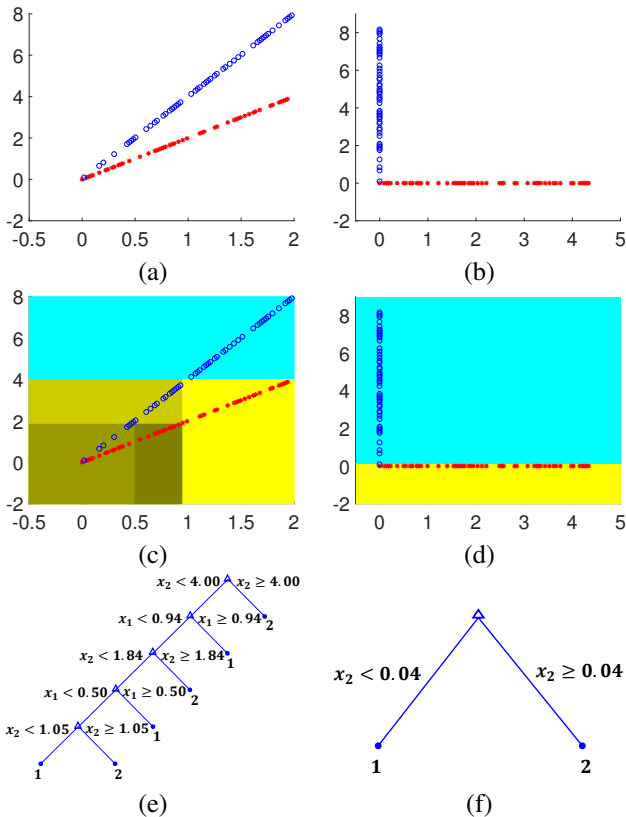 8
6
4
2
0
-2
-0.5 0 0.5 1 1.5 2
(a)
8
6
4
2
0
-2
0 1 2 3 4 5
(b)
8
6
4
2
0
-2
-0.5 0 0.5 1 1.5 2
(c)
8
6
4
2
0
-2
0 1 2 3 4 5
(d)
x₂ < 4.00 x₂ ≥ 4.00
x₁ < 0.94 x₁ ≥ 0.94 2
x₂ < 1.84 x₂ ≥ 1.84 1
x₁ < 0.50 x₁ ≥ 0.50 2
x₂ < 1.05 x₂ ≥ 1.05 1
1 2
(e)
x₂ < 0.04 x₂ ≥ 0.04
1 2
(f)